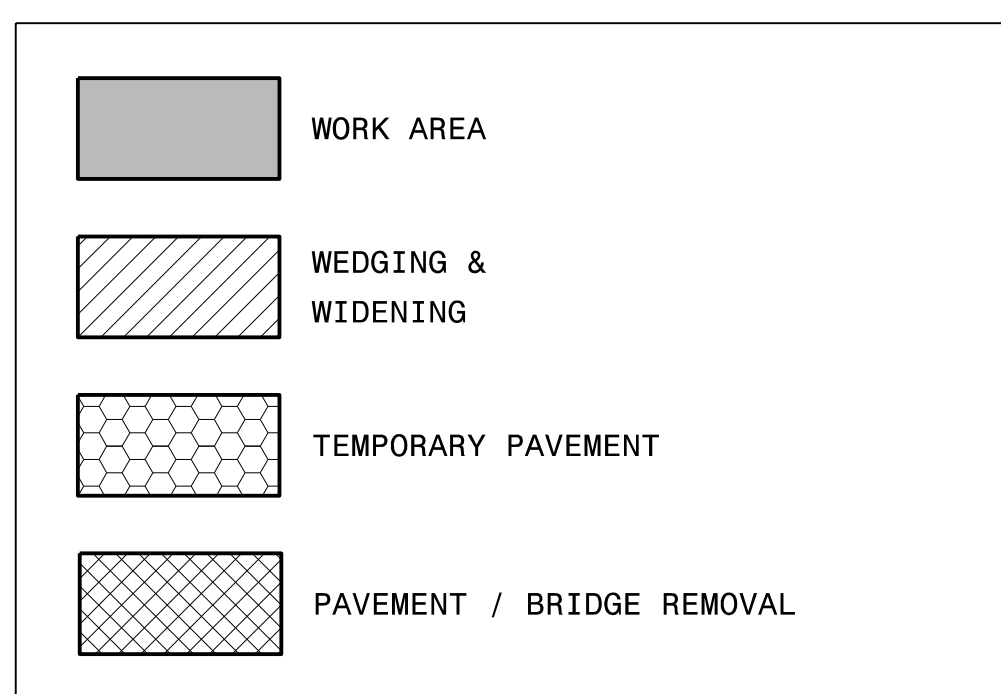 WORK AREA
WEDGING &
WIDENING
TEMPORARY PAVEMENT
PAVEMENT / BRIDGE REMOVAL